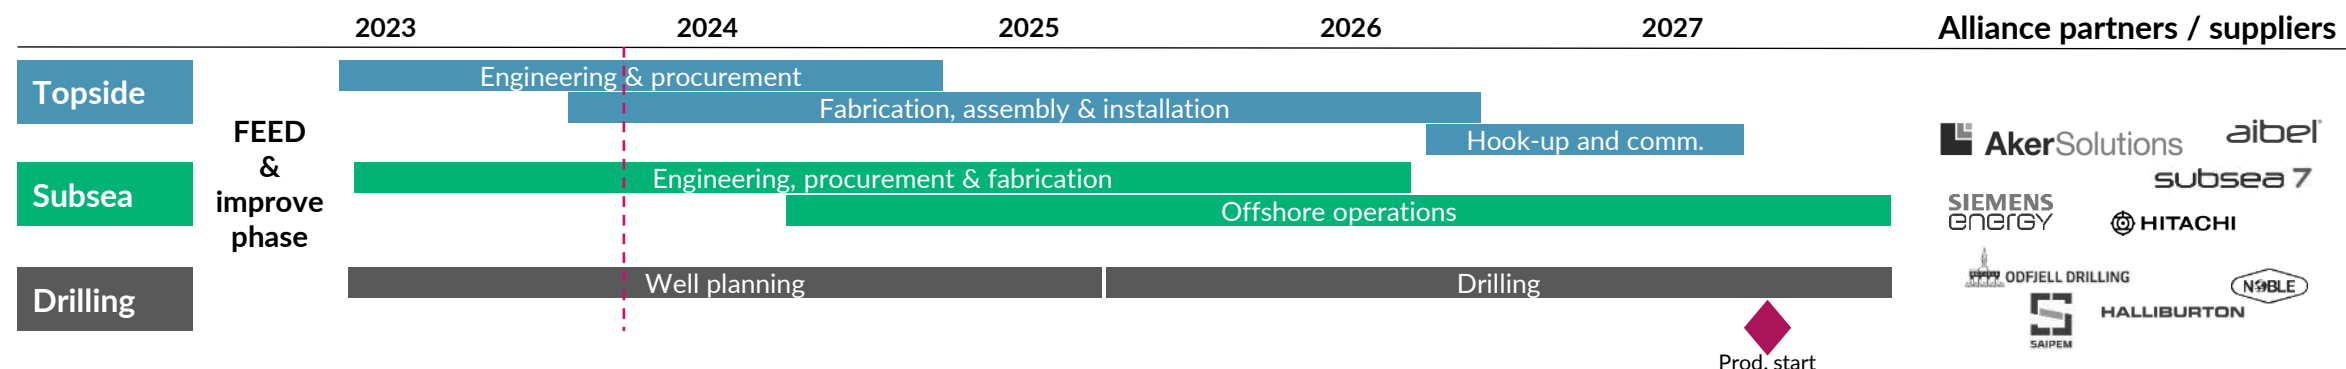 2023 2024 2025 2026 2027 Alliance partners / suppliers
Topside
Engineering & procurement
Fabrication, assembly & installation
Hook-up and comm.
FEED
&
improve
phase
Subsea
Engineering, procurement & fabrication
Offshore operations
Drilling
Well planning
Drilling
Prod. start
AkerSolutions
aibel
subsea 7
SIEMENS
energy
HITACHI
ODFJELL DRILLING
NOBLE
HALLIBURTON
SAIPEM